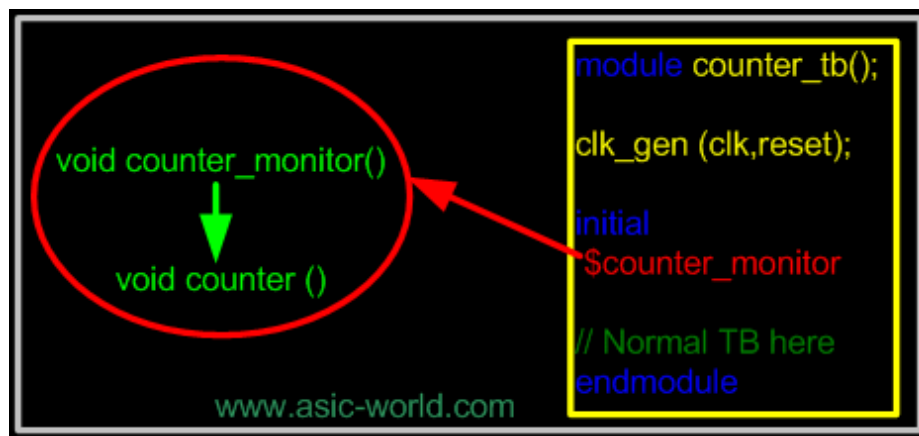 void counter_monitor()
void counter ()
module counter_tb();
clk_gen (clk,reset);
initial
$counter_monitor
// Normal TB here
endmodule
www.asic-world.com